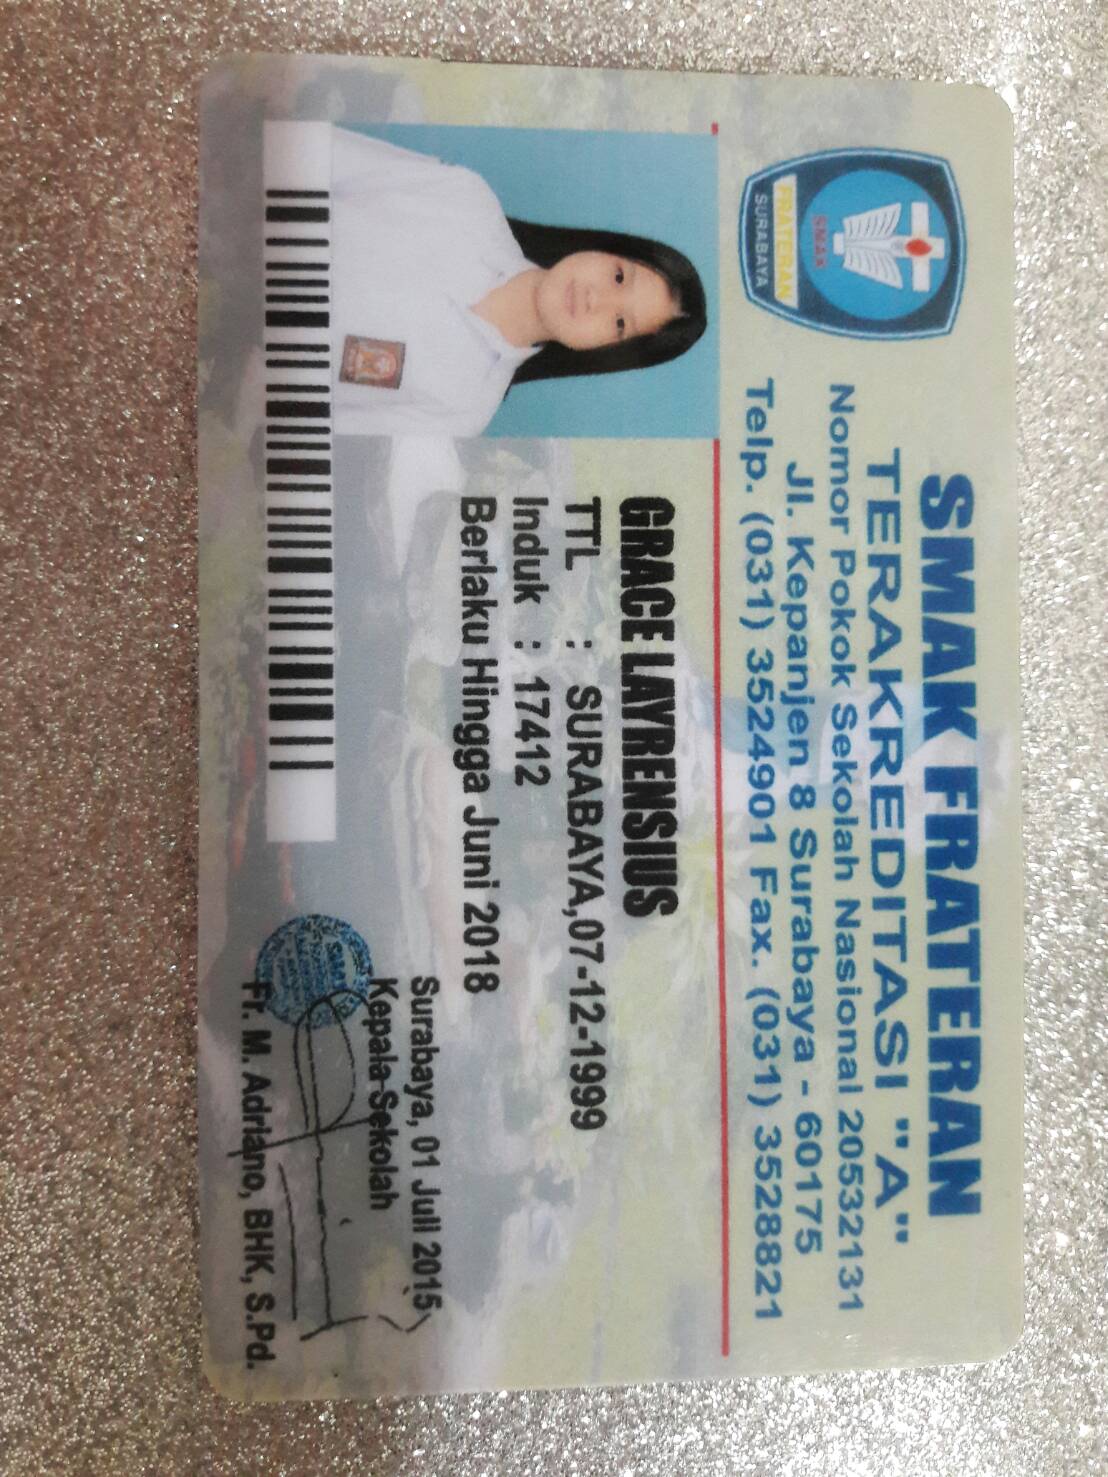 SMAK FRATERAN
TERAKREDITASI "A"
Nomor Pokok Sekolah Nasional 20532131
Jl. Kepanjen 8 Surabaya - 60175
Telp. (031) 3524901 Fax. (031) 3528821
SMAK
FRATERAN
SURABAYA
GRACE LAYRENSIUS
TTL : SURABAYA,07-12-1999
Induk : 17412
Berlaku Hingga Juni 2018
Surabaya, 01 Juli 2015
Kepala Sekolah
Fr. M. Adriano, BHK, S.Pd.